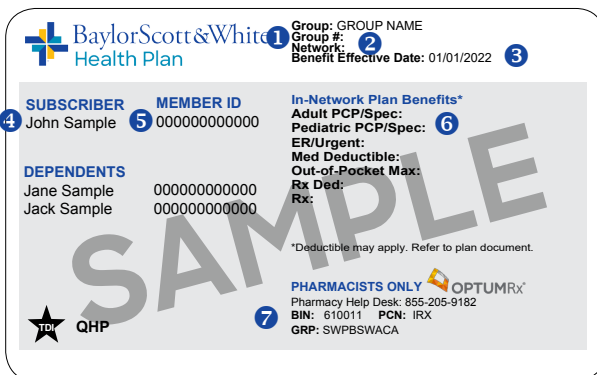 BaylorScott&White
Health Plan
1 Group: GROUP NAME
Group #:
Network: 2
Benefit Effective Date: 01/01/2022 3
SUBSCRIBER MEMBER ID
4 John Sample 5 000000000000
DEPENDENTS
Jane Sample 000000000000
Jack Sample 000000000000
In-Network Plan Benefits*
Adult PCP/Spec:
Pediatric PCP/Spec: 6
ER/Urgent:
Med Deductible:
Out-of-Pocket Max:
Rx Ded:
Rx:
*Deductible may apply. Refer to plan document.
SAMPLE
PHARMACISTS ONLY OPTUMRx®
Pharmacy Help Desk: 855-205-9182
7 BIN: 610011 PCN: IRX
GRP: SWPBSWACA
TDI QHP